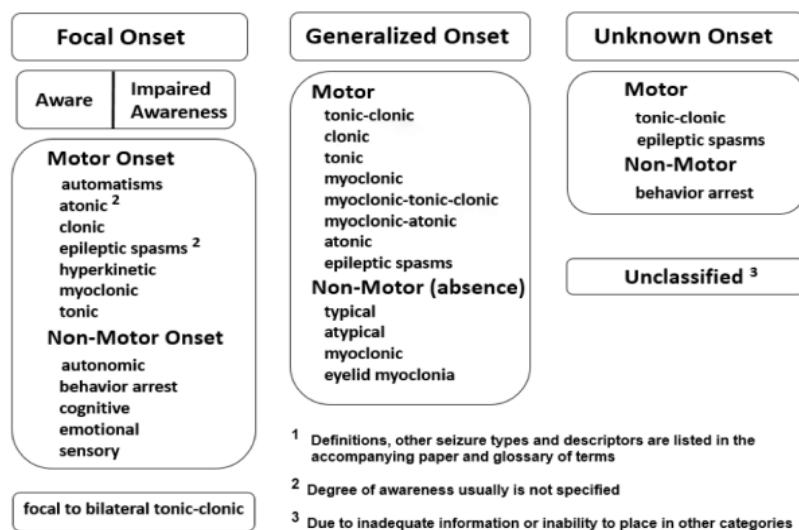 Focal Onset
Aware
Impaired
Awareness
Motor Onset
automatisms
atonic 2
clonic
epileptic spasms 2
hyperkinetic
myoclonic
tonic
Non-Motor Onset
autonomic
behavior arrest
cognitive
emotional
sensory
focal to bilateral tonic-clonic
Generalized Onset
Motor
tonic-clonic
clonic
tonic
myoclonic
myoclonic-tonic-clonic
myoclonic-atonic
atonic
epileptic spasms
Non-Motor (absence)
typical
atypical
myoclonic
eyelid myoclonia
Unknown Onset
Motor
tonic-clonic
epileptic spasms
Non-Motor
behavior arrest
Unclassified 3
1 Definitions, other seizure types and descriptors are listed in the
accompanying paper and glossary of terms
2 Degree of awareness usually is not specified
3 Due to inadequate information or inability to place in other categories